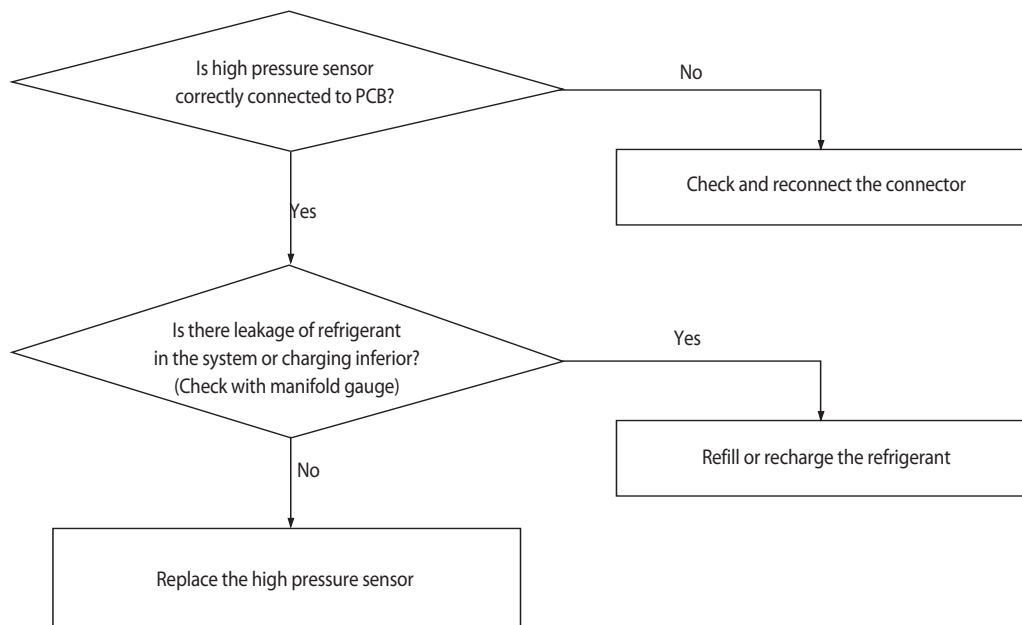 Is high pressure sensor
correctly connected to PCB?
No
Check and reconnect the connector
Yes
Is there leakage of refrigerant
in the system or charging inferior?
(Check with manifold gauge)
Yes
Refill or recharge the refrigerant
No
Replace the high pressure sensor